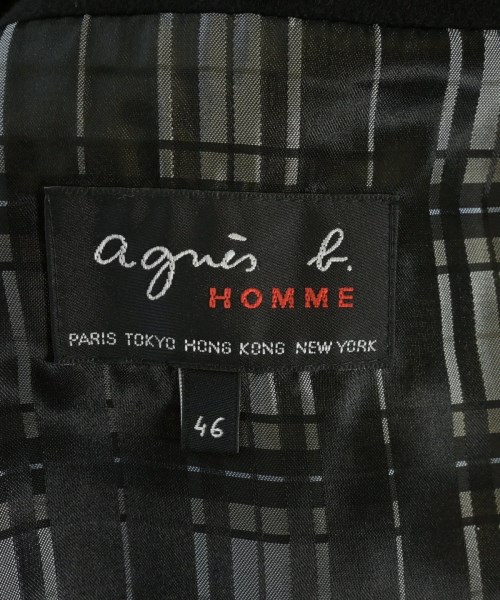 agnès b.
HOMME
PARIS TOKYO HONG KONG NEW YORK
46